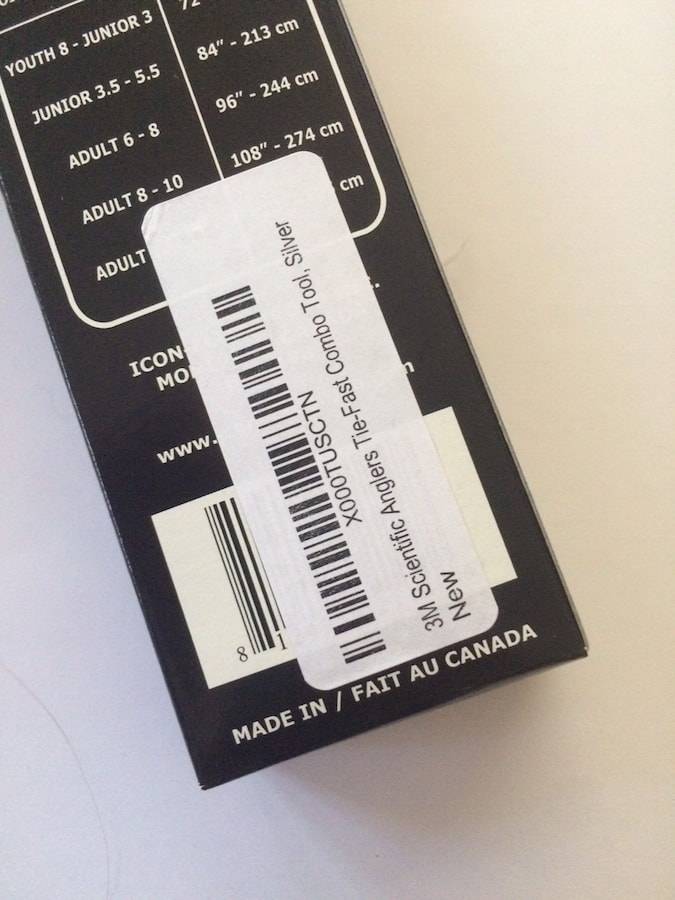 72"
YOUTH 8 - JUNIOR 3
84" - 213 cm
JUNIOR 3.5 - 5.5
96" - 244 cm
ADULT 6 - 8
108" - 274 cm
ADULT 8 - 10
cm
ADULT
ICON
MO
www.
X000TUSCTN
3M Scientific Anglers Tie-Fast Combo Tool, Silver
New
8 1
MADE IN / FAIT AU CANADA